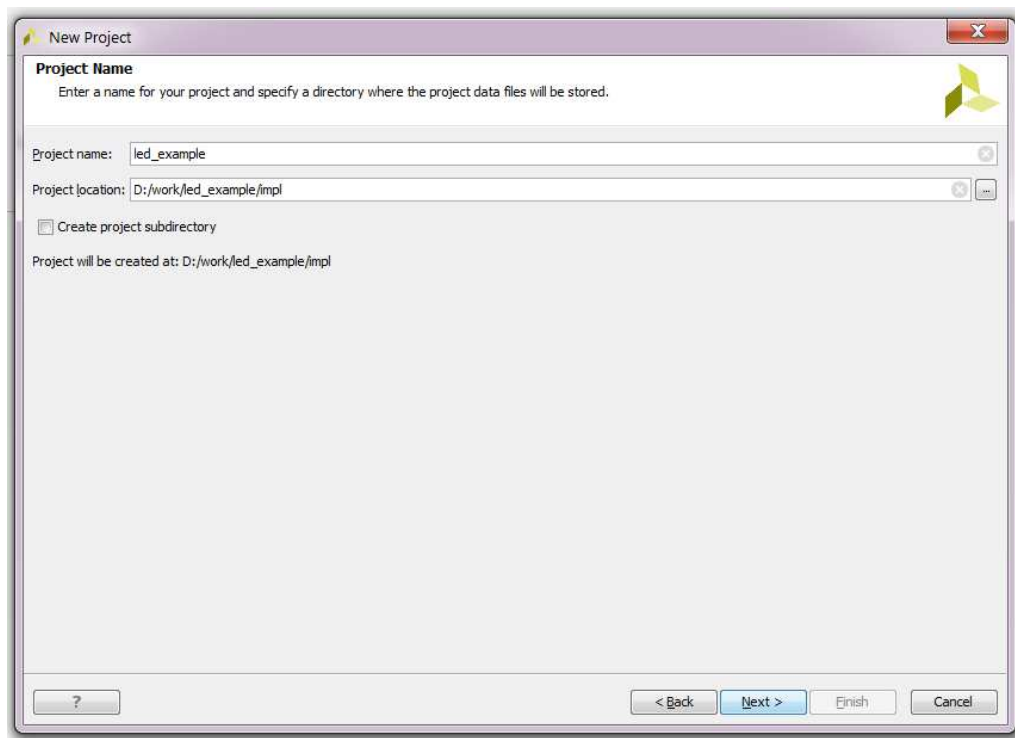 New Project
Project Name
Enter a name for your project and specify a directory where the project data files will be stored.
Project name: led_example
Project location: D:/work/led_example/impl
...
Create project subdirectory
Project will be created at: D:/work/led_example/impl
? < Back Next > Finish Cancel